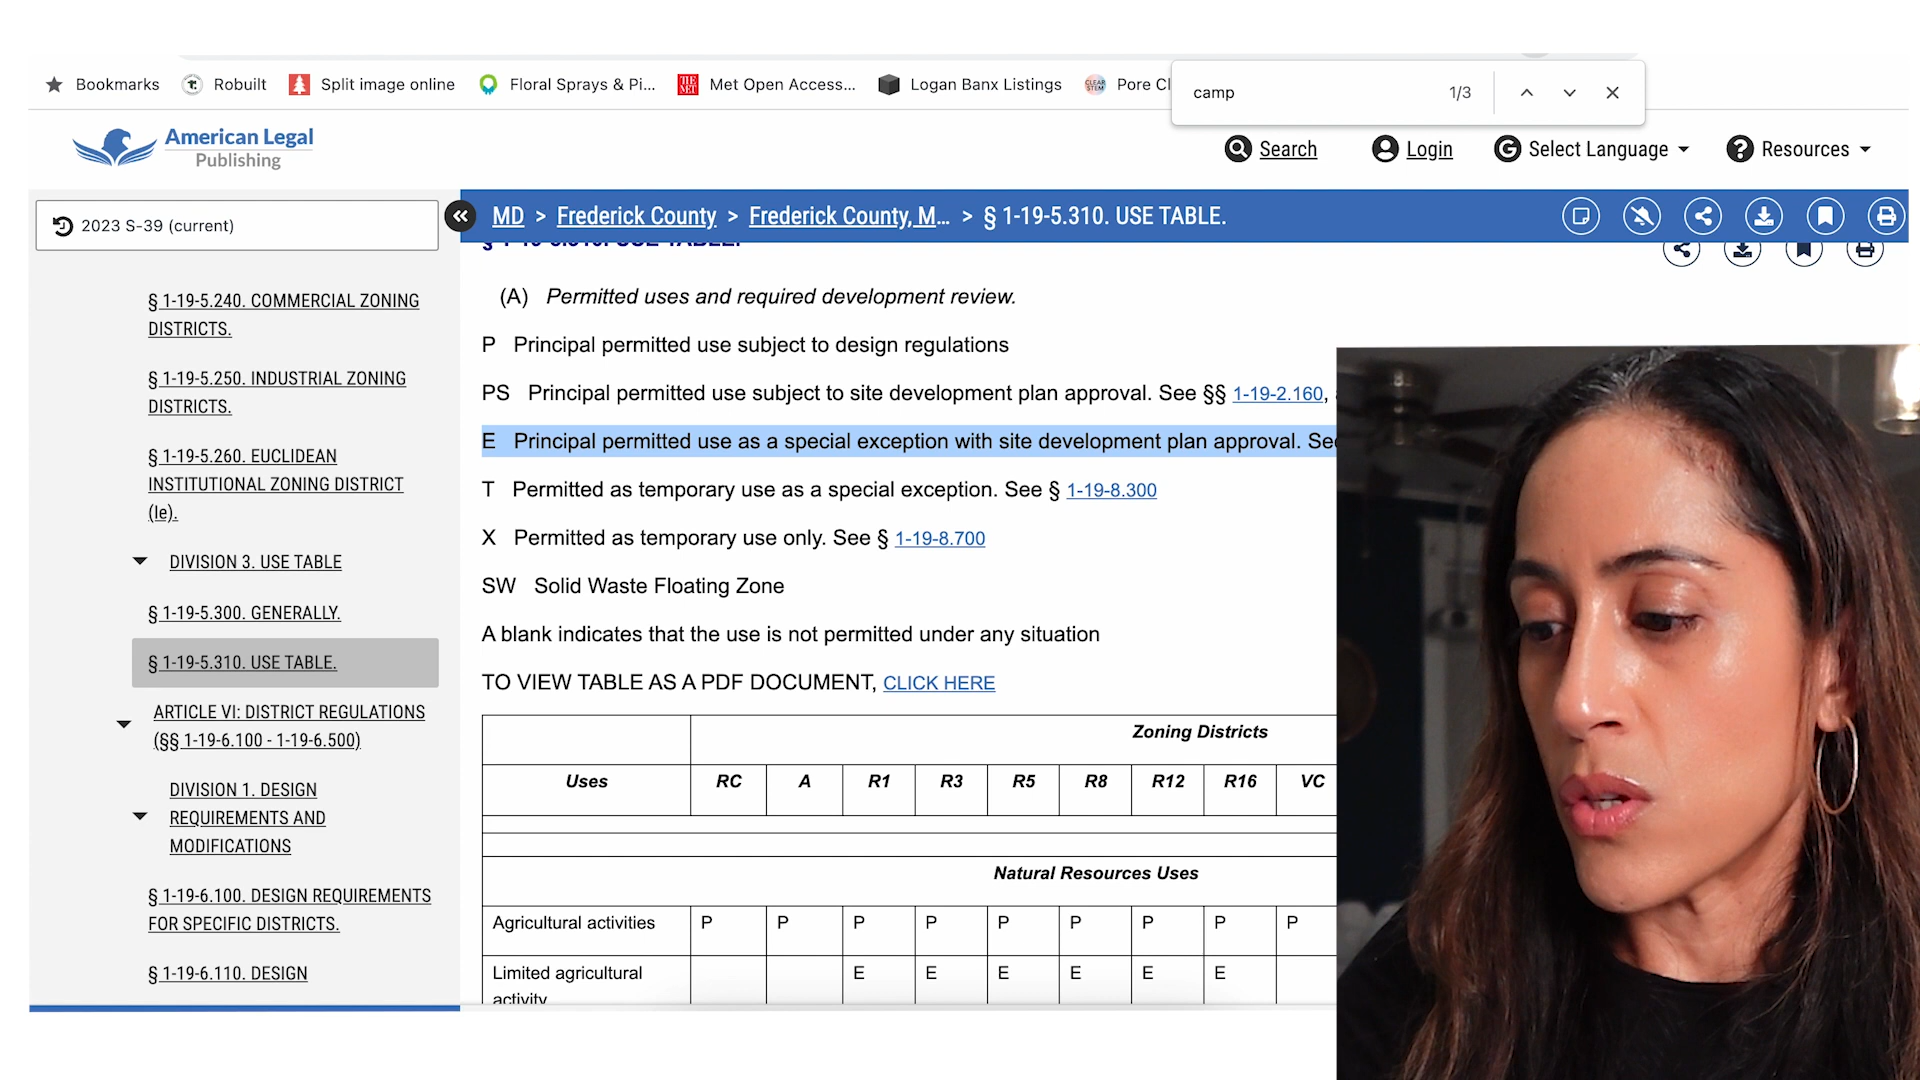 Bookmarks Robuilt Split image online Floral Sprays & Pi... Met Open Access... Logan Banx Listings Pore Cl
camp 1/3
American Legal
Publishing
Search Login Select Language Resources
2023 S-39 (current)
MD > Frederick County > Frederick County, M... > § 1-19-5.310. USE TABLE.
§ 1-19-5.240. COMMERCIAL ZONING
DISTRICTS.
§ 1-19-5.250. INDUSTRIAL ZONING
DISTRICTS.
§ 1-19-5.260. EUCLIDEAN
INSTITUTIONAL ZONING DISTRICT
(Ie).
DIVISION 3. USE TABLE
§ 1-19-5.300. GENERALLY.
§ 1-19-5.310. USE TABLE.
ARTICLE VI: DISTRICT REGULATIONS
(§§ 1-19-6.100 - 1-19-6.500)
DIVISION 1. DESIGN
REQUIREMENTS AND
MODIFICATIONS
§ 1-19-6.100. DESIGN REQUIREMENTS
FOR SPECIFIC DISTRICTS.
§ 1-19-6.110. DESIGN
§ 1-19-5.310. USE TABLE.
(A) Permitted uses and required development review.
P Principal permitted use subject to design regulations
PS Principal permitted use subject to site development plan approval. See §§ 1-19-2.160,
E Principal permitted use as a special exception with site development plan approval. See
T Permitted as temporary use as a special exception. See § 1-19-8.300
X Permitted as temporary use only. See § 1-19-8.700
SW Solid Waste Floating Zone
A blank indicates that the use is not permitted under any situation
TO VIEW TABLE AS A PDF DOCUMENT, CLICK HERE
Zoning Districts
Uses RC A R1 R3 R5 R8 R12 R16 VC
Natural Resources Uses
Agricultural activities P P P P P P P P P
Limited agricultural E E E E E E
activity